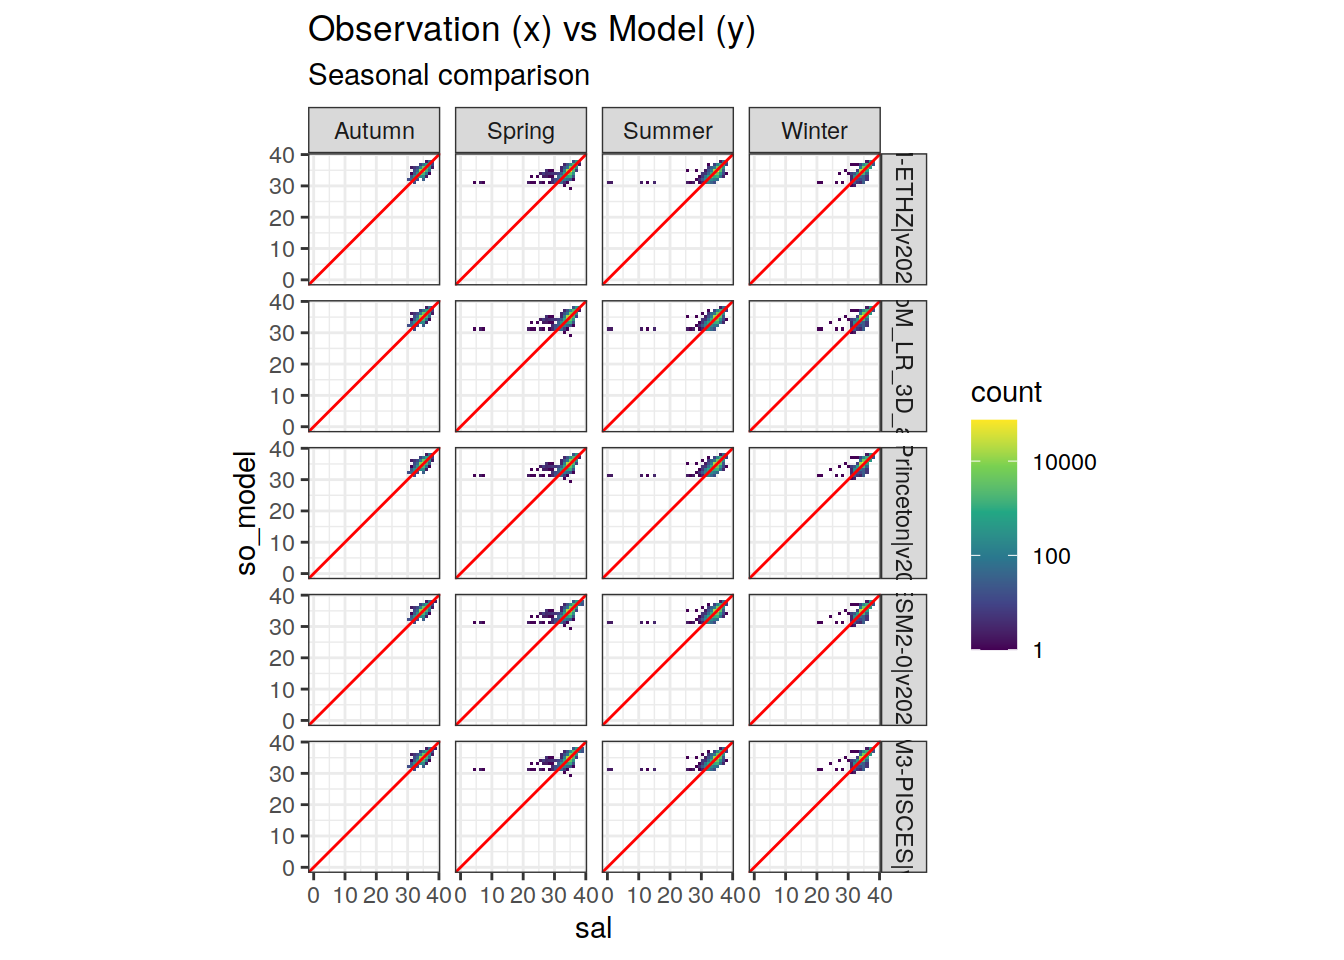 Observation (x) vs Model (y)
Seasonal comparison
Autumn Spring Summer Winter
40
30
20
10
0
-ETHZ|v202
40
30
20
10
0
M_LR_3D_
40
30
20
10
0
Princeton|v20
40
30
20
10
0
SM2-0|v202
40
30
20
10
0
M3-PISCES|
0 10 20 30 40 0 10 20 30 40 0 10 20 30 40 0 10 20 30 40
sal
so_model
count
10000
100
1